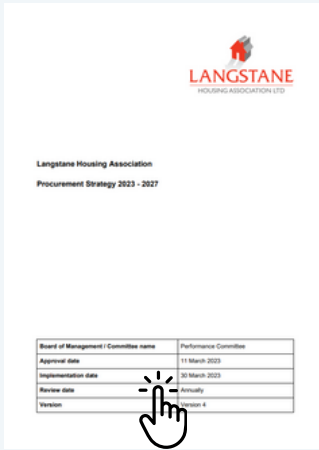 LANGSTANE
HOUSING ASSOCIATION LTD
Langstane Housing Association
Procurement Strategy 2023 - 2027
Board of Management / Committee name Performance Committee
Approval date 11 March 2023
Implementation date 30 March 2023
Review date Annually
Version Version 4